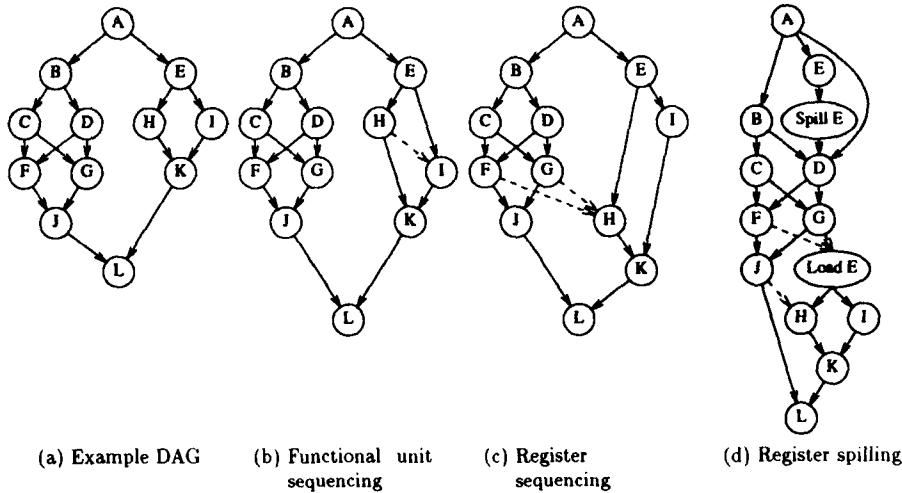 A
B E
C D H I
F G K
J
L
(a) Example DAG
A
B E
C D H
F G I
J K
L
(b) Functional unit
sequencing
A
B E
C D I
F G
J H
K
L
(c) Register
sequencing
A
E
B Spill E
C D
F G
J Load E
H I
K
L
(d) Register spilling